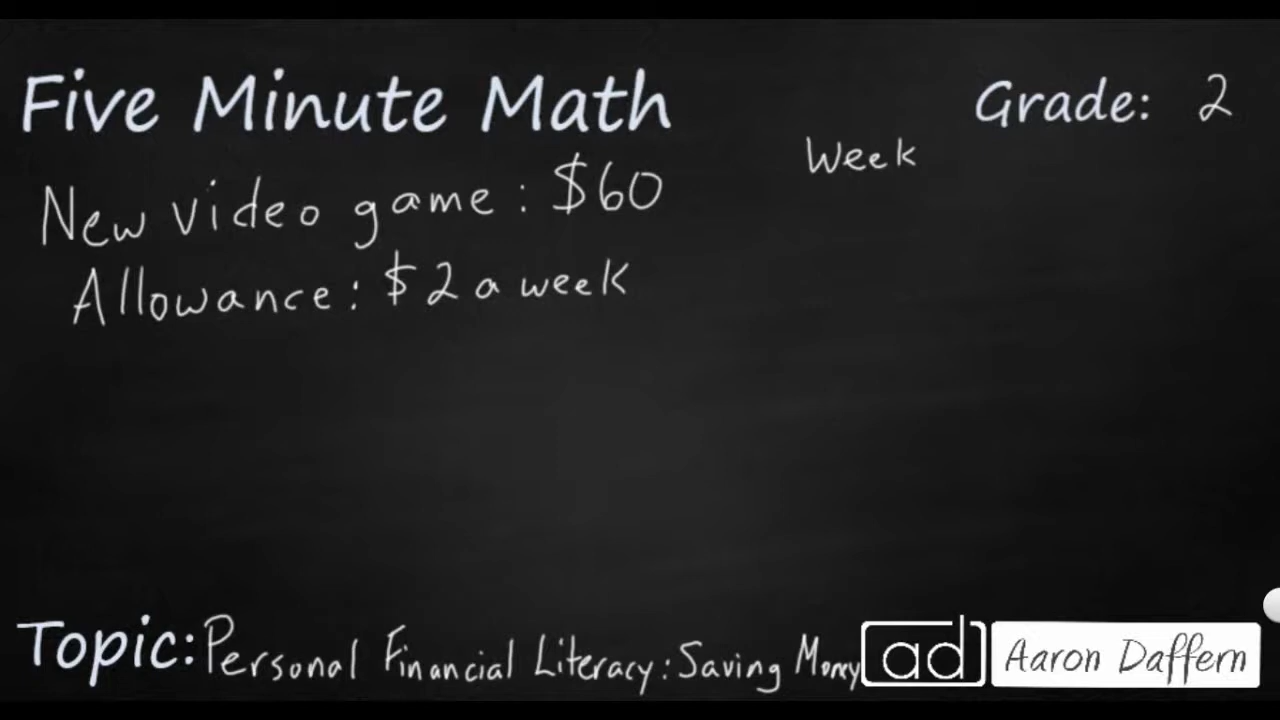 Five Minute Math
Grade: 2
Week
New video game: $60
Allowance: $2 a week
Topic: Personal Financial Literacy: Saving Money
ad Aaron Daffern